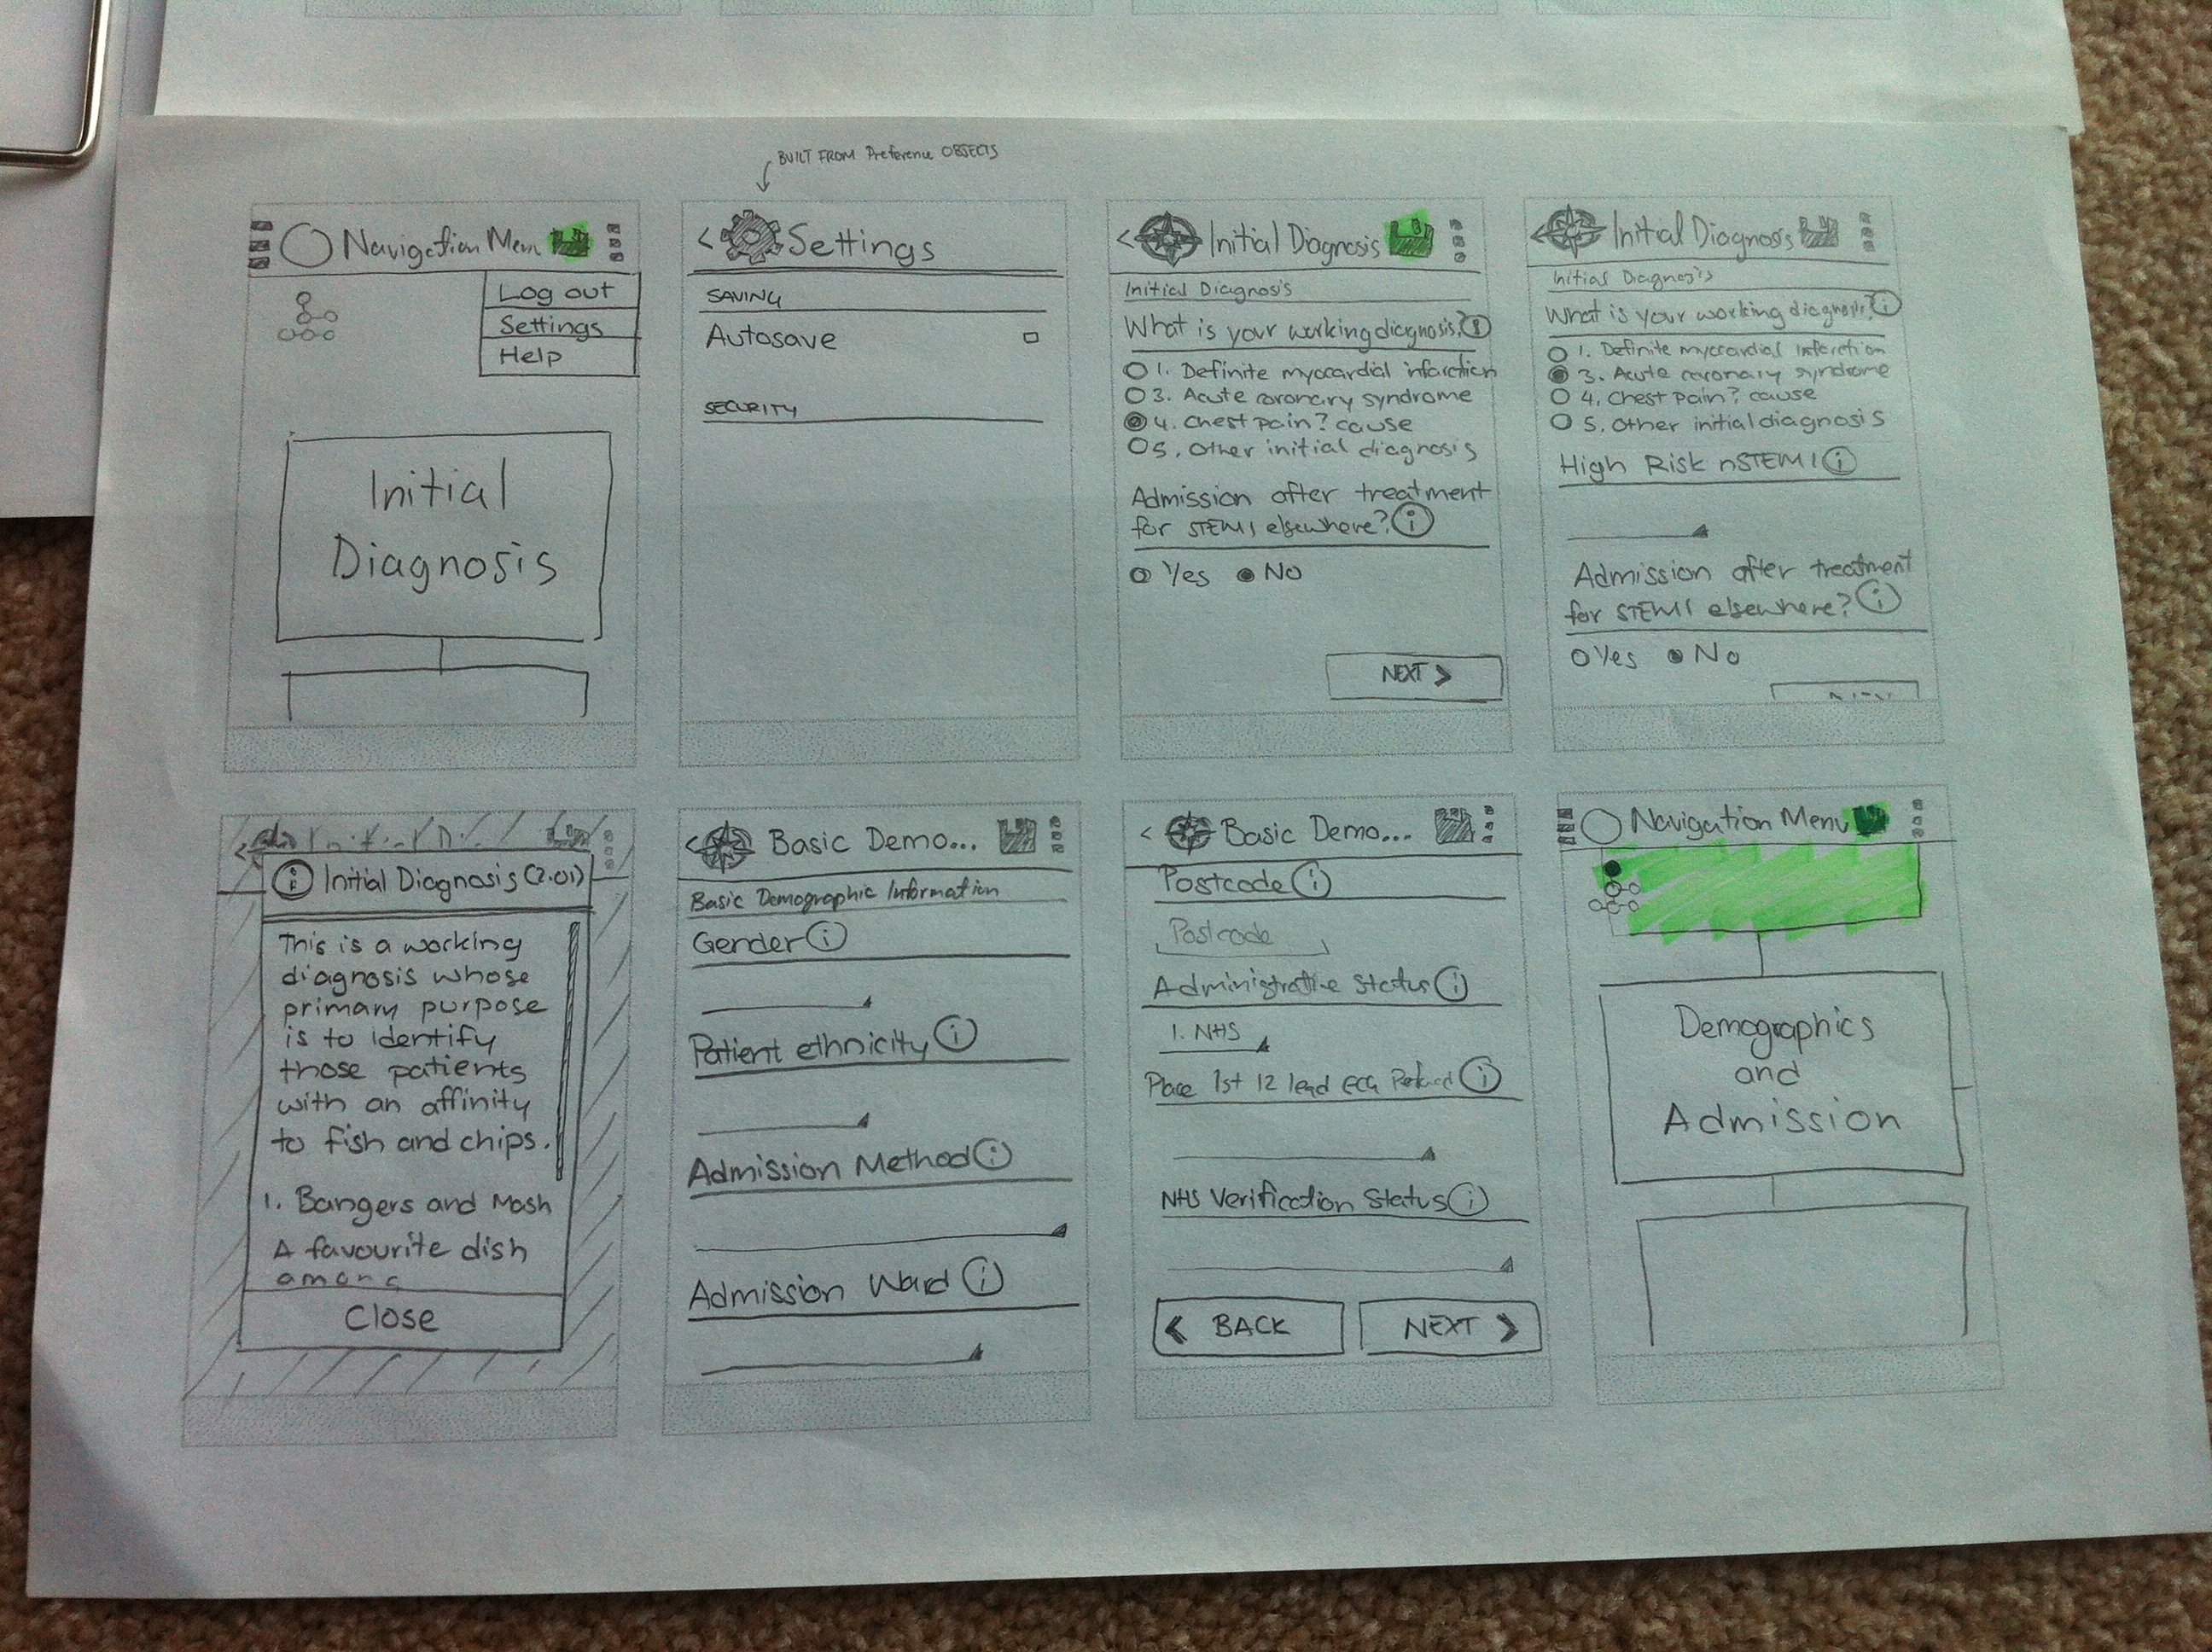 BUILT FROM Preference OBJECTS
Navigation Menu
Log out
Settings
Help
Initial
Diagnosis
Settings
SAVING
Autosave
SECURITY
Initial Diagnosis
Initial Diagnosis
What is your working diagnosis? i
1. Definite myocardial infarction
3. Acute coronary syndrome
4. Chest pain? cause
5. Other initial diagnosis
Admission after treatment
for STEMI elsewhere? i
Yes No
NEXT >
Initial Diagnosis
Initial Diagnosis
What is your working diagnosis? i
1. Definite myocardial infarction
3. Acute coronary syndrome
4. Chest pain? cause
5. Other initial diagnosis
High Risk nSTEMI i
Admission after treatment
for STEMI elsewhere? i
Yes No
i Initial Diagnosis (2.01)
This is a working
diagnosis whose
primary purpose
is to identify
those patients
with an affinity
to fish and chips.
1. Bangers and Mash
A favourite dish
among
Close
< Basic Demo...
Basic Demographic Information
Gender i
Patient ethnicity i
Admission Method i
Admission Ward i
< Basic Demo...
Postcode i
Postcode
Administrative Status i
1. NHS
Place 1st 12 lead ECG i
NHS Verification Status i
< BACK NEXT >
Navigation Menu
Demographics
and
Admission